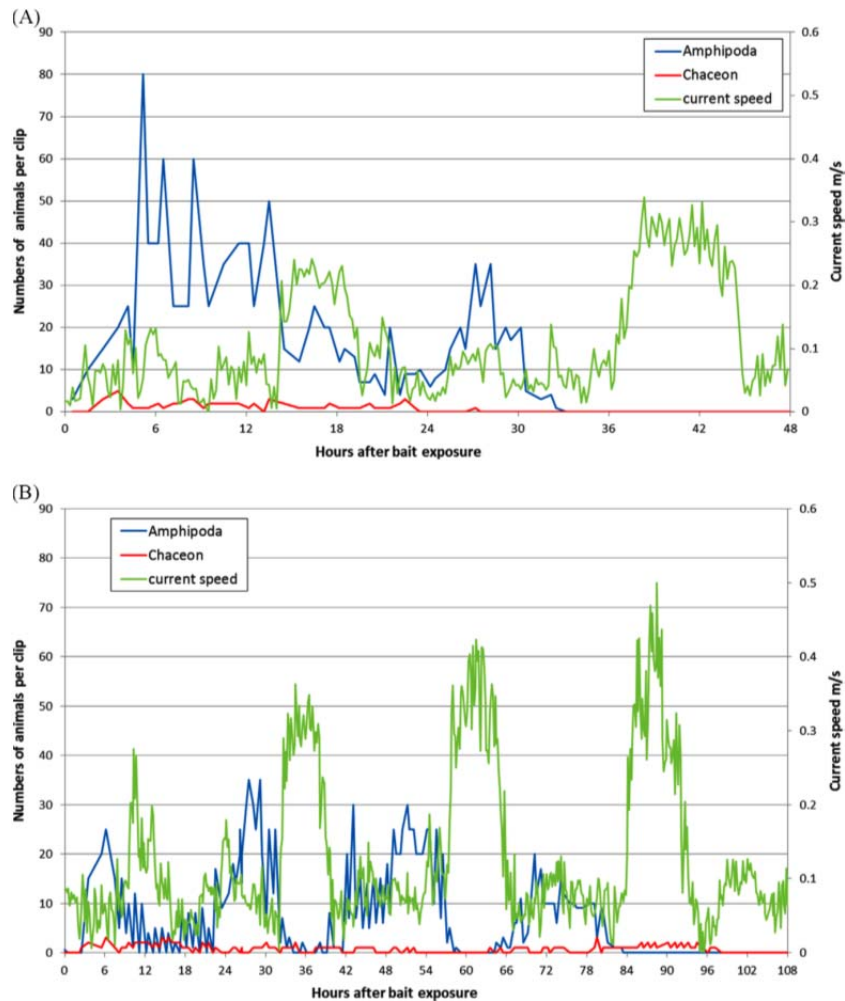 (A)
90
80
70
60
50
40
30
20
10
0
Numbers of animals per clip
0.6
0.5
0.4
0.3
0.2
0.1
0
Current speed m/s
Amphipoda
Chaceon
current speed
0 6 12 18 24 30 36 42 48
Hours after bait exposure
(B)
90
80
70
60
50
40
30
20
10
0
Numbers of animals per clip
0.6
0.5
0.4
0.3
0.2
0.1
0
Current speed m/s
Amphipoda
Chaceon
current speed
0 6 12 18 24 30 36 42 48 54 60 66 72 78 84 90 96 102 108
Hours after bait exposure